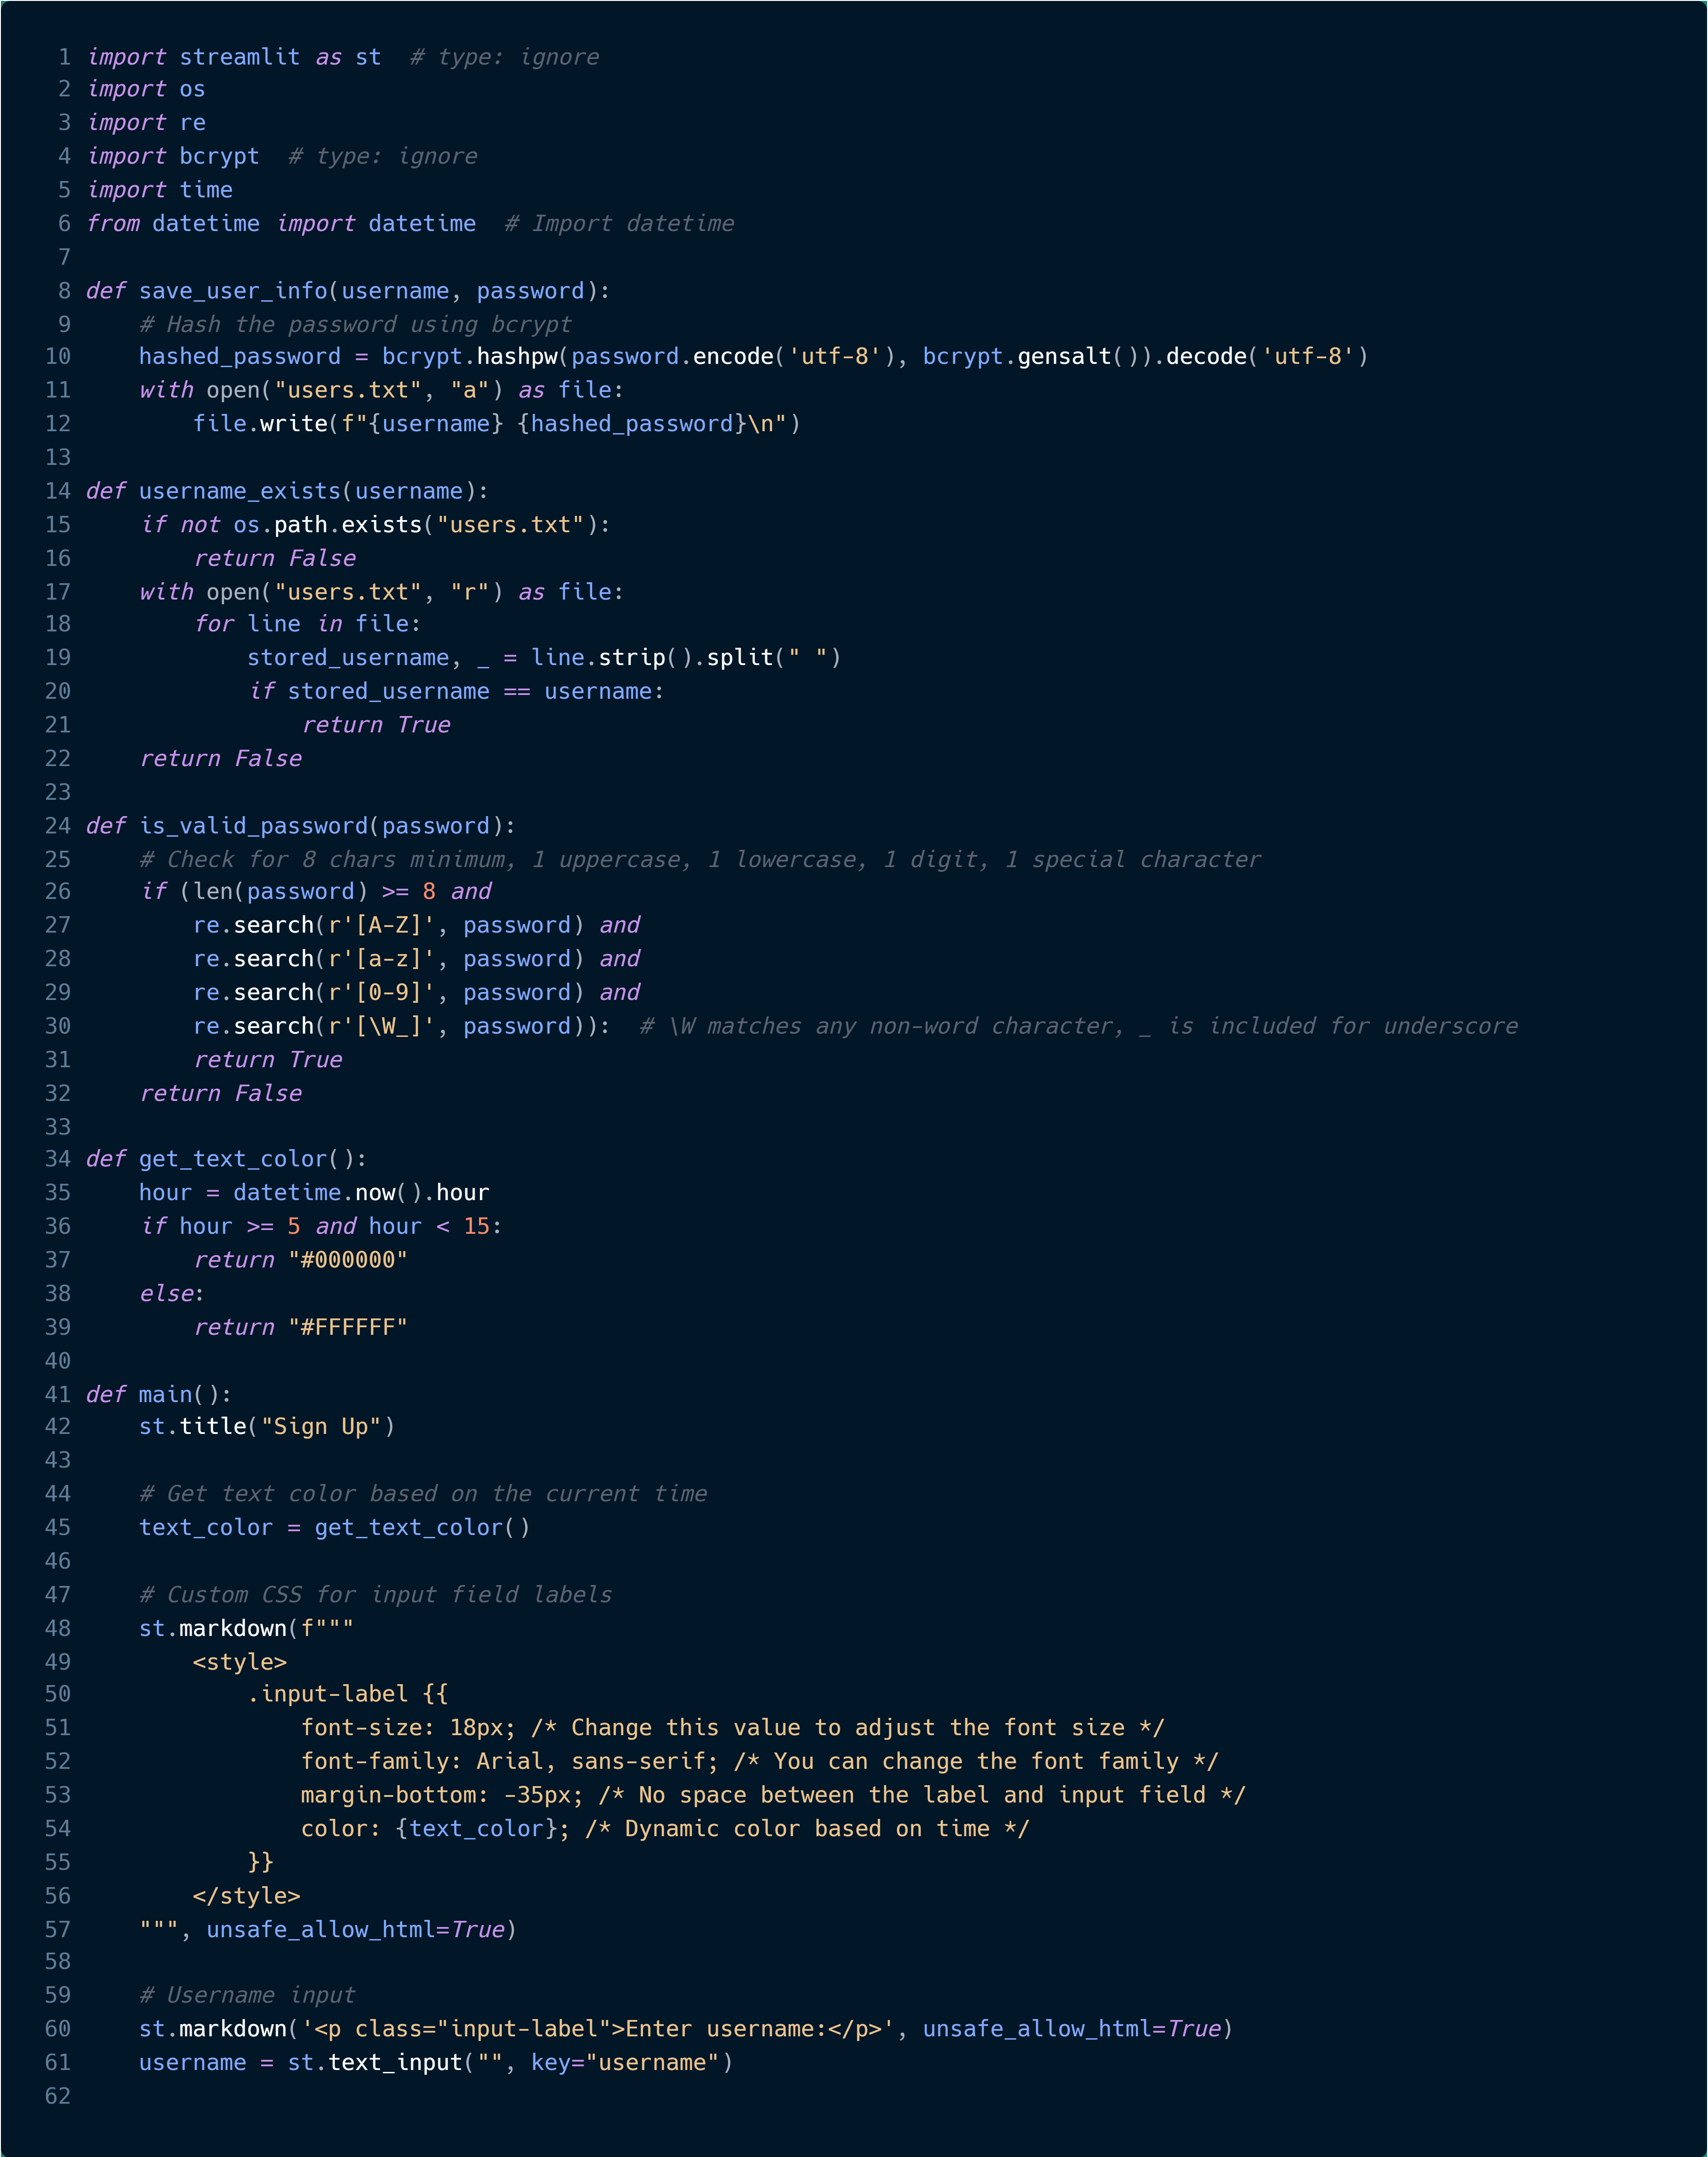 1 import streamlit as st  # type: ignore
2 import os
3 import re
4 import bcrypt  # type: ignore
5 import time
6 from datetime import datetime  # Import datetime
7
8 def save_user_info(username, password):
9     # Hash the password using bcrypt
10     hashed_password = bcrypt.hashpw(password.encode('utf-8'), bcrypt.gensalt()).decode('utf-8')
11     with open("users.txt", "a") as file:
12         file.write(f"{username} {hashed_password}\n")
13
14 def username_exists(username):
15     if not os.path.exists("users.txt"):
16         return False
17     with open("users.txt", "r") as file:
18         for line in file:
19             stored_username, _ = line.strip().split(" ")
20             if stored_username == username:
21                 return True
22     return False
23
24 def is_valid_password(password):
25     # Check for 8 chars minimum, 1 uppercase, 1 lowercase, 1 digit, 1 special character
26     if (len(password) >= 8 and
27         re.search(r'[A-Z]', password) and
28         re.search(r'[a-z]', password) and
29         re.search(r'[0-9]', password) and
30         re.search(r'[\W_]', password)):  # \W matches any non-word character, _ is included for underscore
31         return True
32     return False
33
34 def get_text_color():
35     hour = datetime.now().hour
36     if hour >= 5 and hour < 15:
37         return "#000000"
38     else:
39         return "#FFFFFF"
40
41 def main():
42     st.title("Sign Up")
43
44     # Get text color based on the current time
45     text_color = get_text_color()
46
47     # Custom CSS for input field labels
48     st.markdown(f"""
49         <style>
50             .input-label {{
51                 font-size: 18px; /* Change this value to adjust the font size */
52                 font-family: Arial, sans-serif; /* You can change the font family */
53                 margin-bottom: -35px; /* No space between the label and input field */
54                 color: {text_color}; /* Dynamic color based on time */
55             }}
56         </style>
57     """, unsafe_allow_html=True)
58
59     # Username input
60     st.markdown('<p class="input-label">Enter username:</p>', unsafe_allow_html=True)
61     username = st.text_input("", key="username")
62